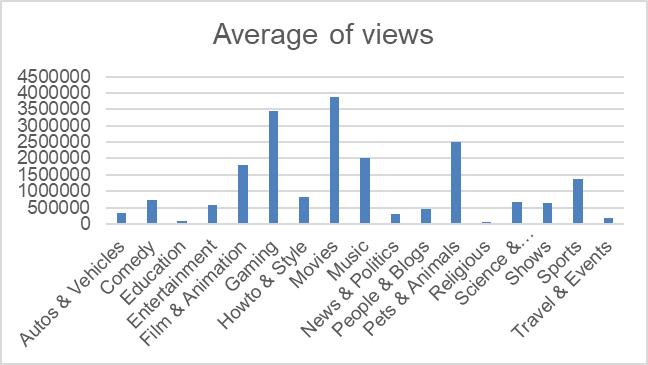 Average of views
4500000
4000000
3500000
3000000
2500000
2000000
1500000
1000000
500000
0
Autos & Vehicles
Comedy
Education
Entertainment
Film & Animation
Gaming
Howto & Style
Movies
Music
News & Politics
People & Blogs
Pets & Animals
Religious
Science &...
Shows
Sports
Travel & Events